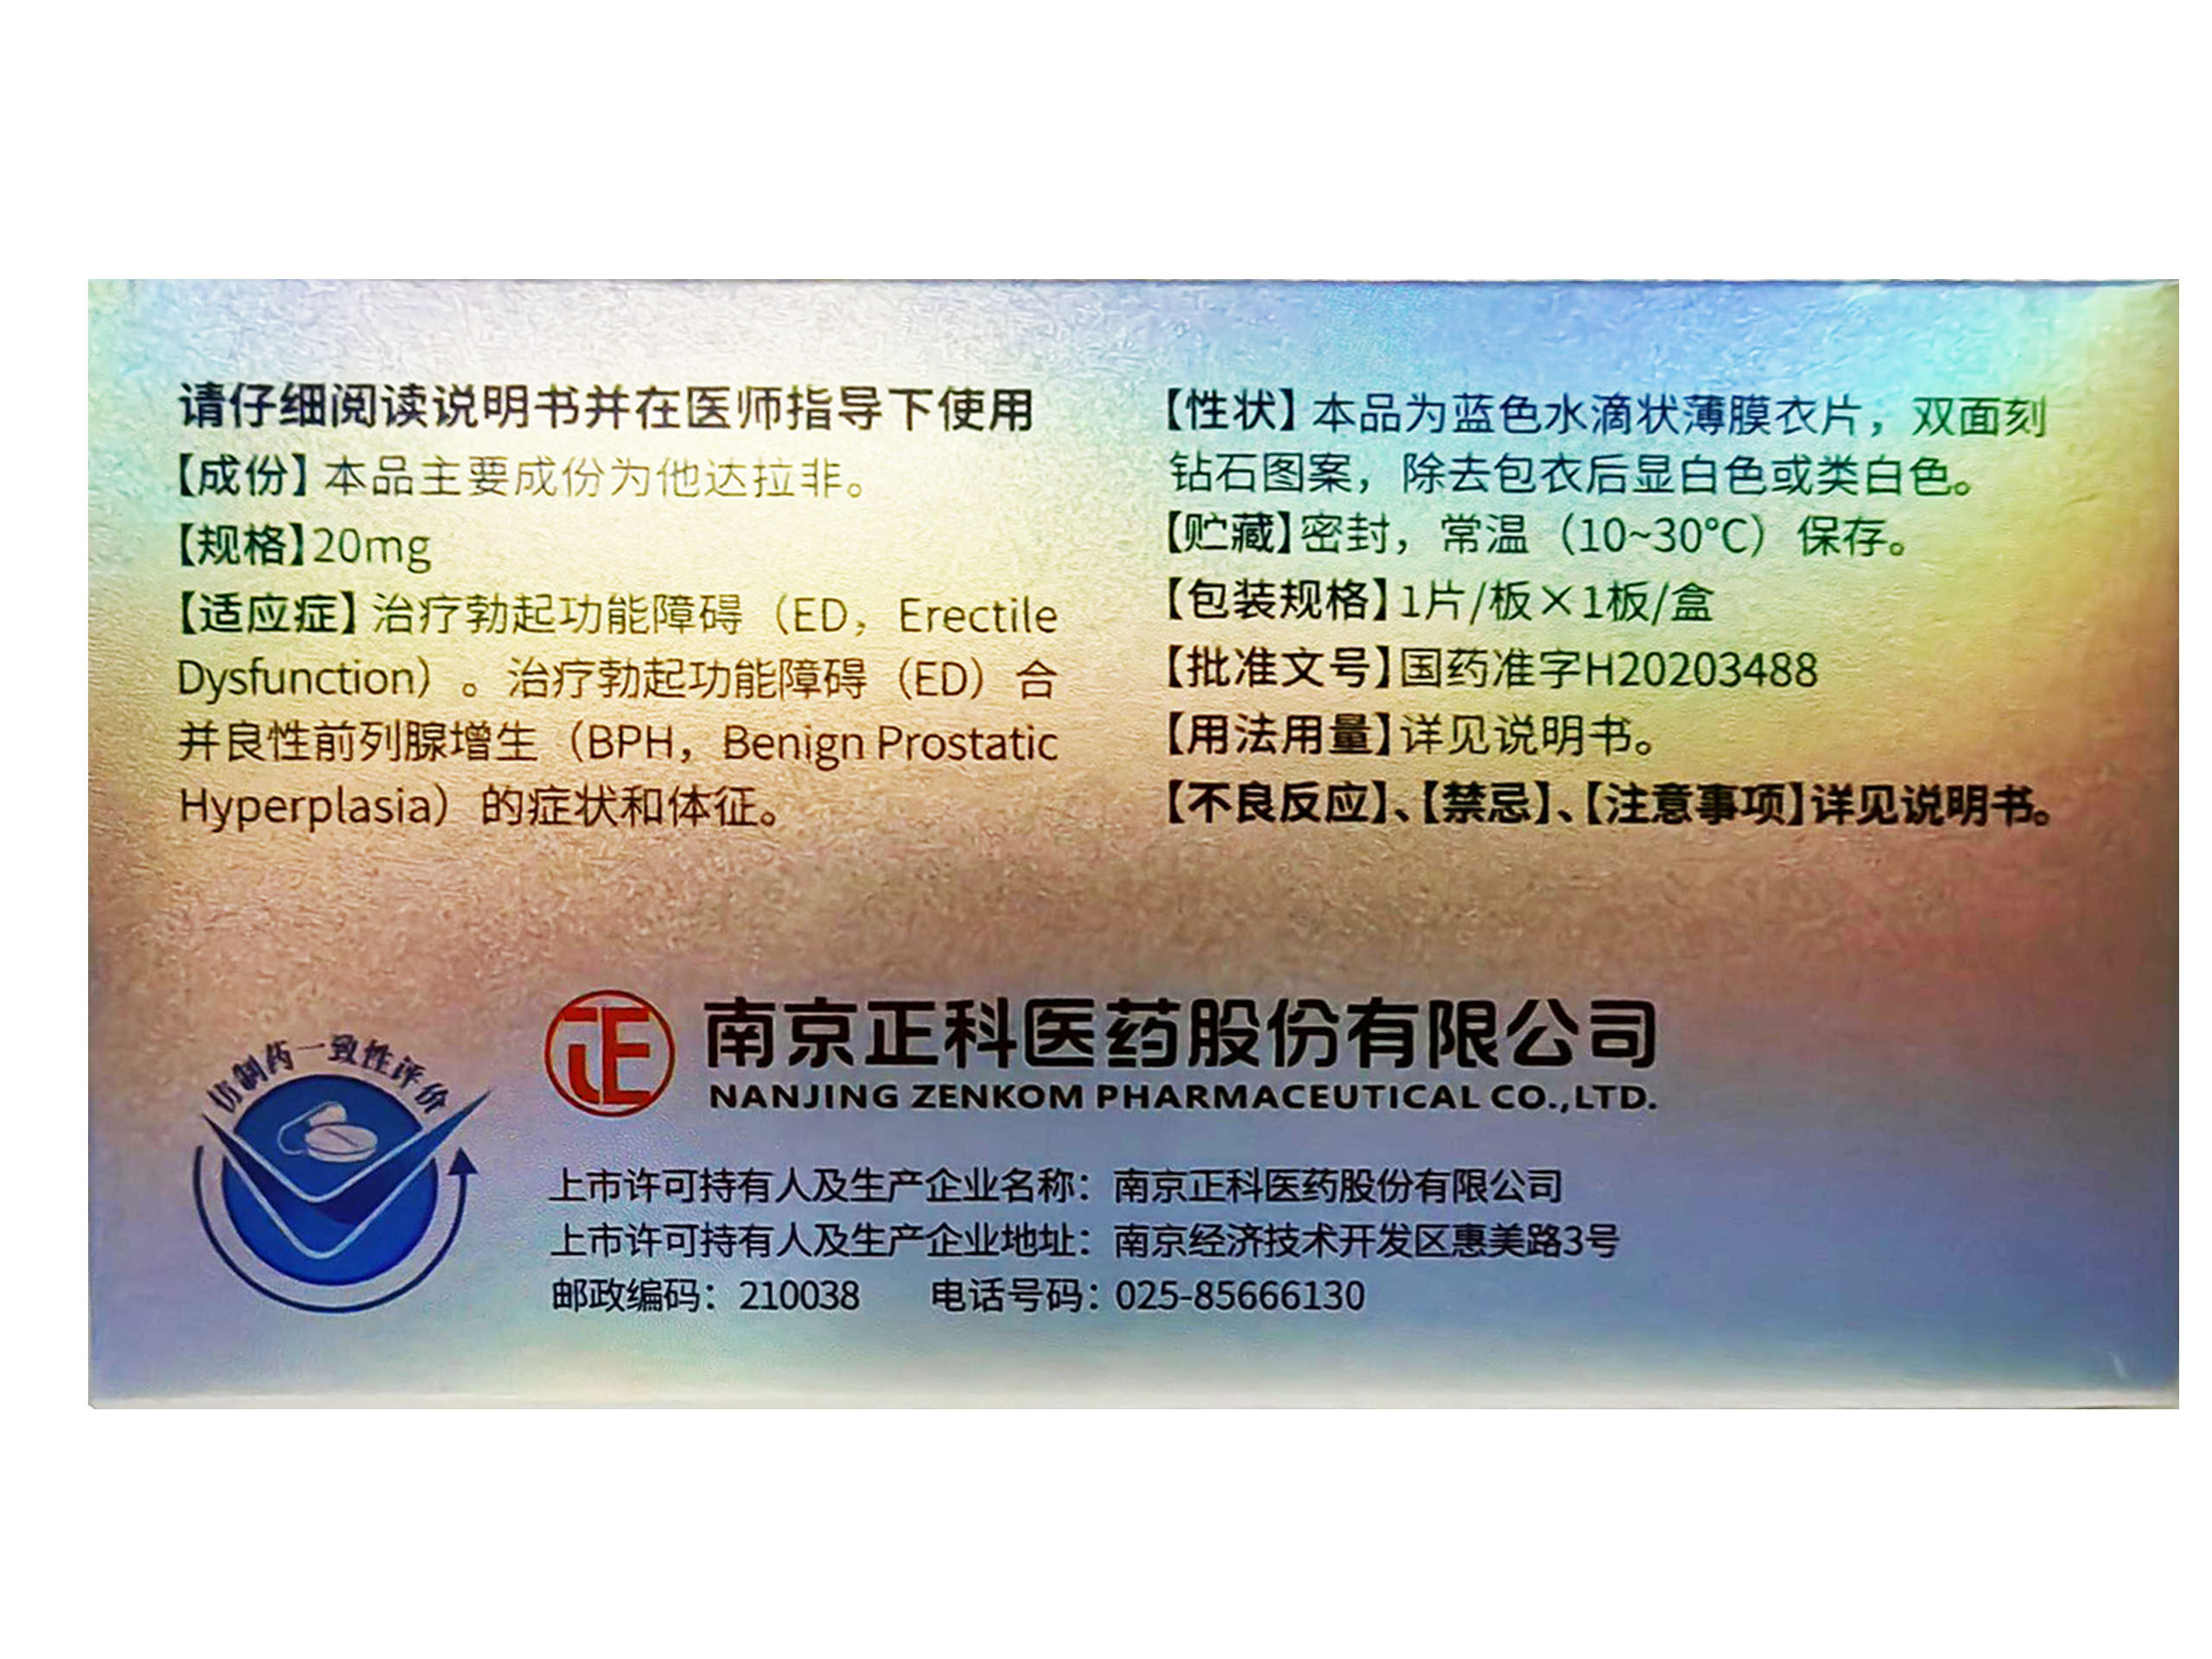 请仔细阅读说明书并在医师指导下使用
【成份】本品主要成份为他达拉非。
【规格】20mg
【适应症】治疗勃起功能障碍（ED，Erectile
Dysfunction）。治疗勃起功能障碍（ED）合
并良性前列腺增生（BPH，Benign Prostatic
Hyperplasia）的症状和体征。
【性状】本品为蓝色水滴状薄膜衣片，双面刻
钻石图案，除去包衣后显白色或类白色。
【贮藏】密封，常温（10~30℃）保存。
【包装规格】1片/板×1板/盒
【批准文号】国药准字H20203488
【用法用量】详见说明书。
【不良反应】、【禁忌】、【注意事项】详见说明书。
仿制药一致性评价
南京正科医药股份有限公司
NANJING ZENKOM PHARMACEUTICAL CO.,LTD.
上市许可持有人及生产企业名称：南京正科医药股份有限公司
上市许可持有人及生产企业地址：南京经济技术开发区惠美路3号
邮政编码：210038 电话号码：025-85666130